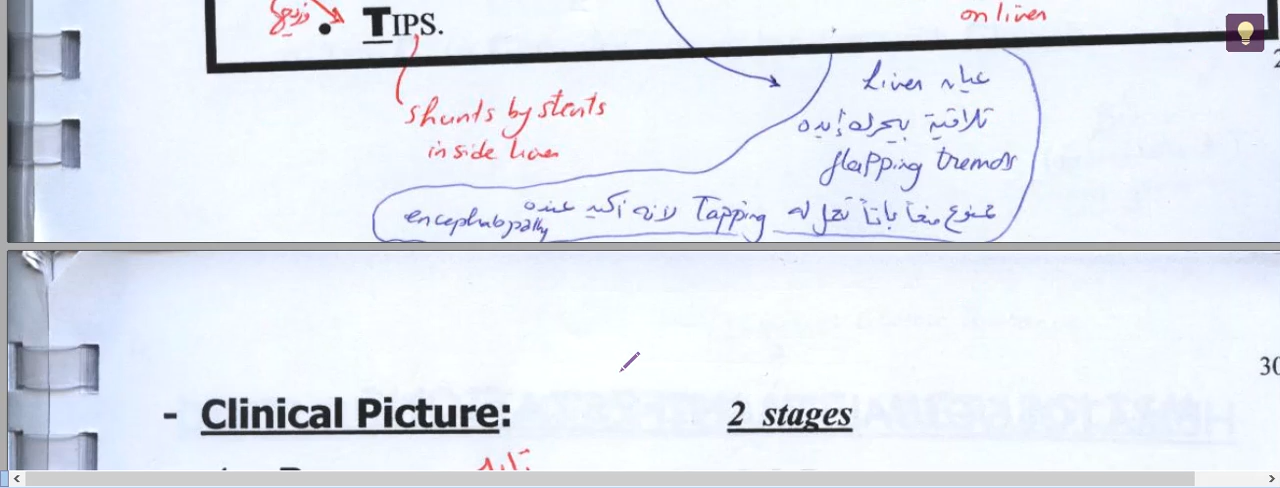 on liver
TIPS.
shunts by stents
inside liver
عيان Liver
تلاقية بيحرك إيده
flapping tremors
ممنوع منعاً باتاً تعمل له Tapping لانه أكيد عنده
encephalopathy
30
- Clinical Picture: 2 stages